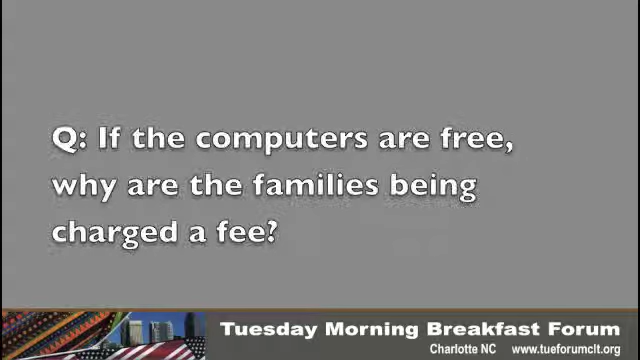 Q: If the computers are free,
why are the families being
charged a fee?
Tuesday Morning Breakfast Forum
Charlotte NC www.tueforumclt.org